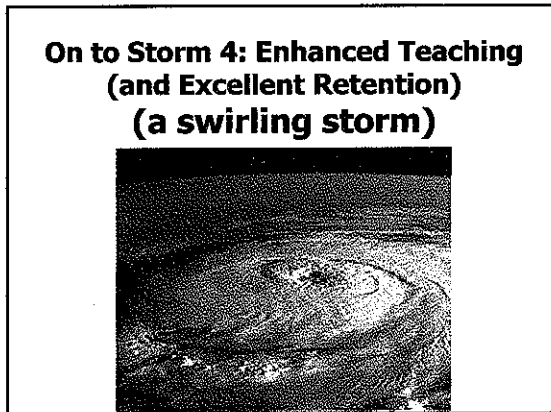 On to Storm 4: Enhanced Teaching
(and Excellent Retention)
(a swirling storm)